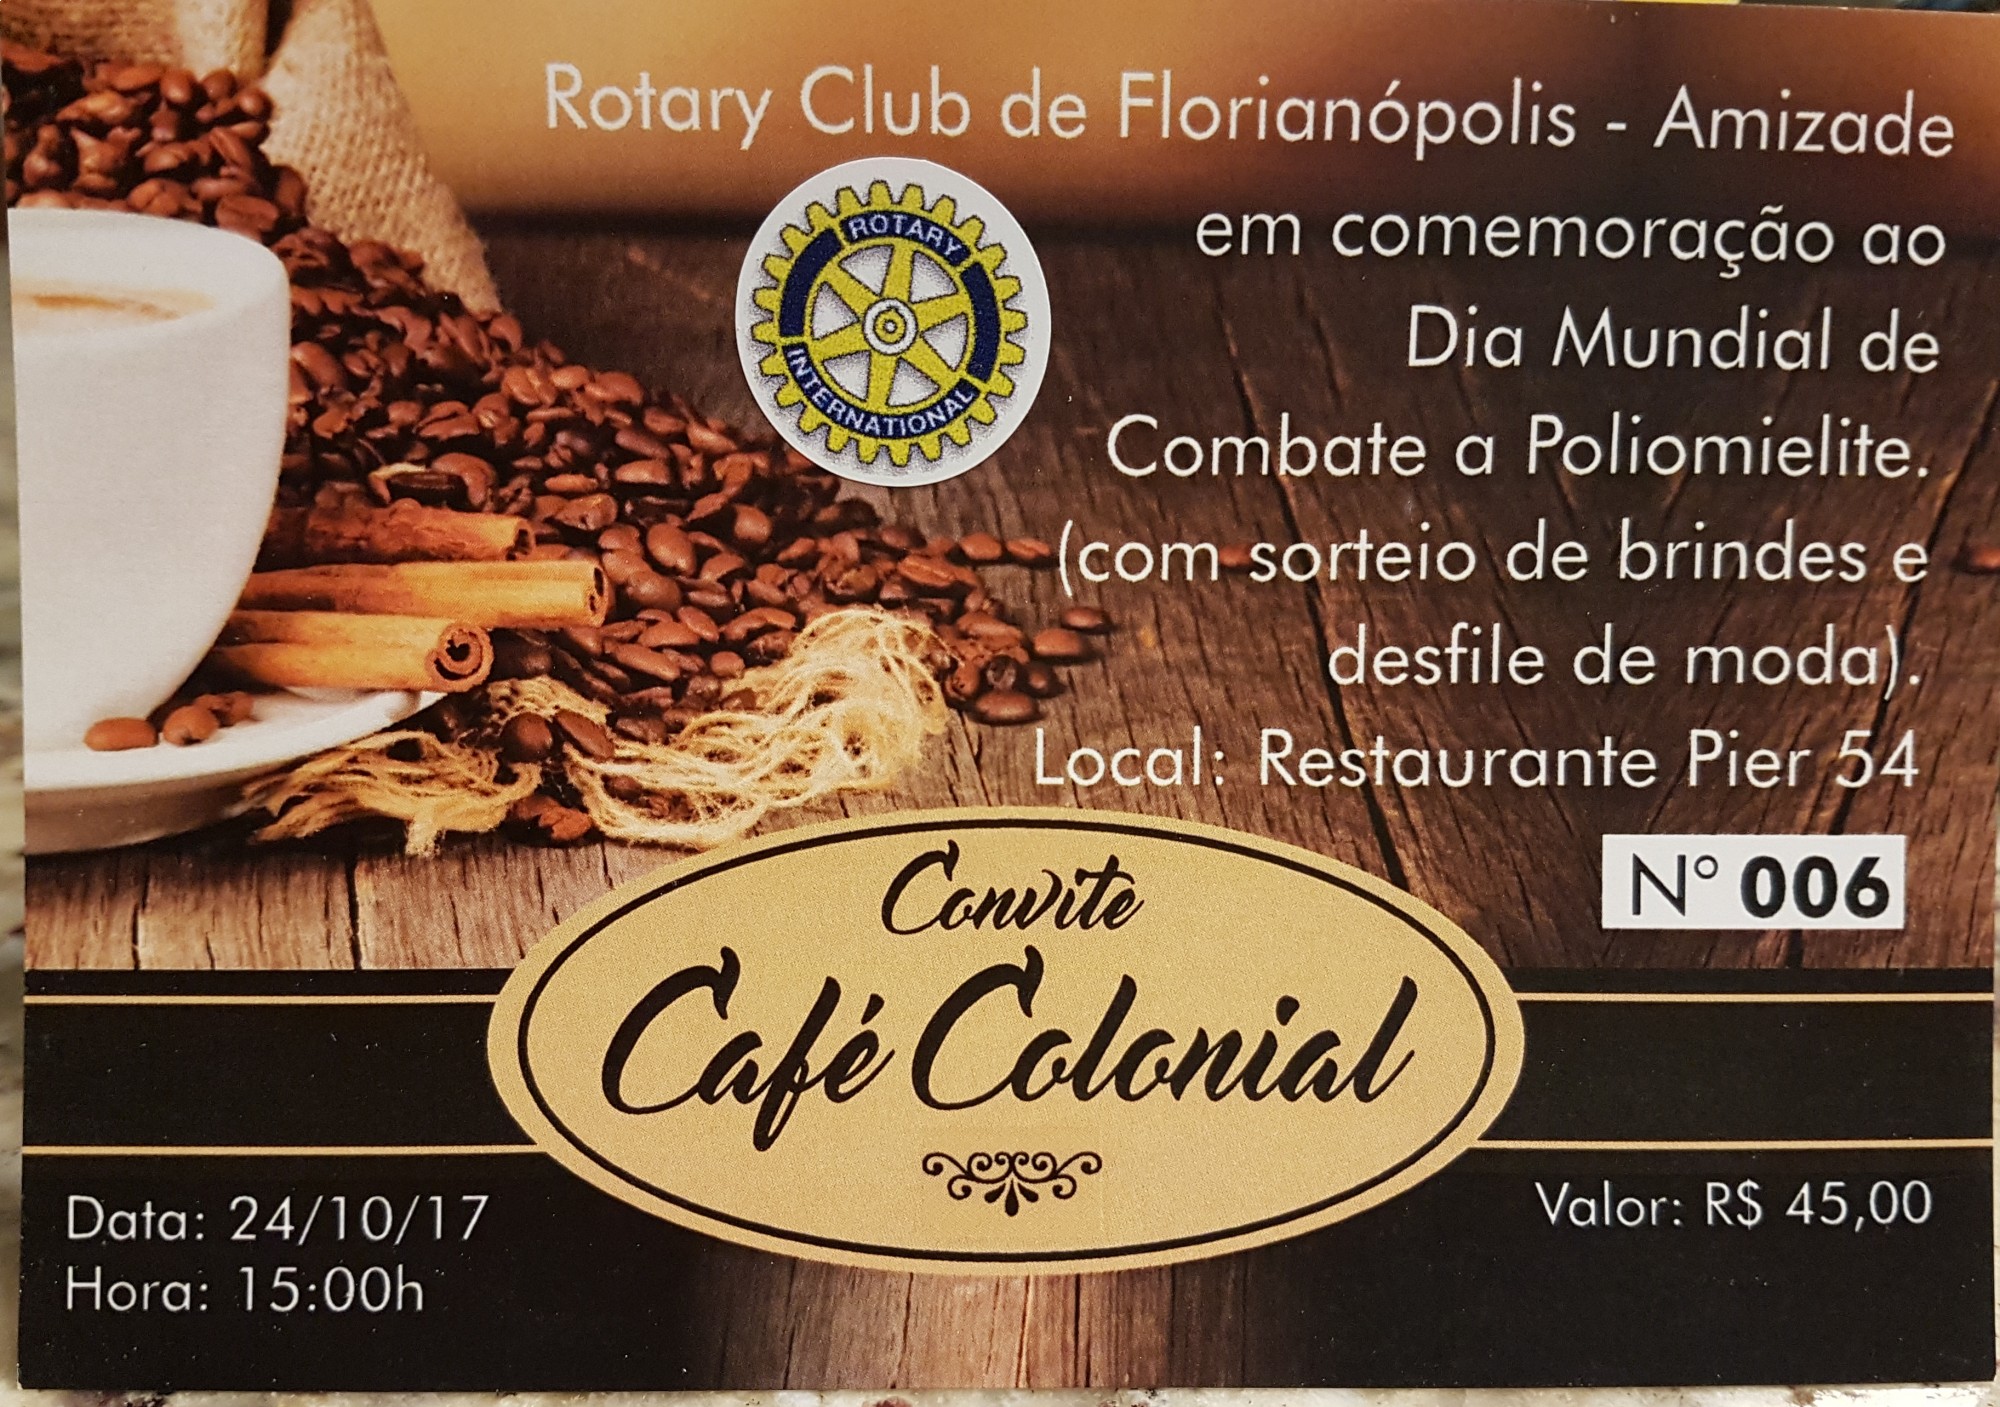 Rotary Club de Florianópolis - Amizade
ROTARY
INTERNATIONAL
em comemoração ao
Dia Mundial de
Combate a Poliomielite.
(com sorteio de brindes e
desfile de moda).
Local: Restaurante Pier 54
N° 006
Convite
Café Colonial
Data: 24/10/17
Hora: 15:00h
Valor: R$ 45,00